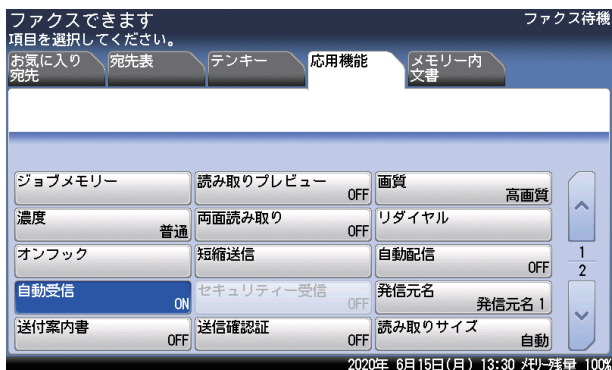 ファクスできます
ファクス待機
項目を選択してください。
お気に入り
宛先
宛先表
テンキー
応用機能
メモリー内
文書
ジョブメモリー
読み取りプレビュー
OFF
画質
高画質
濃度
普通
両面読み取り
OFF
リダイヤル
オンフック
短縮送信
自動配信
OFF
1
2
自動受信
ON
セキュリティー受信
OFF
発信元名
発信元名 1
送付案内書
OFF
送信確認証
OFF
読み取りサイズ
自動
2020年 6月15日(月) 13:30 メモリー残量 100%